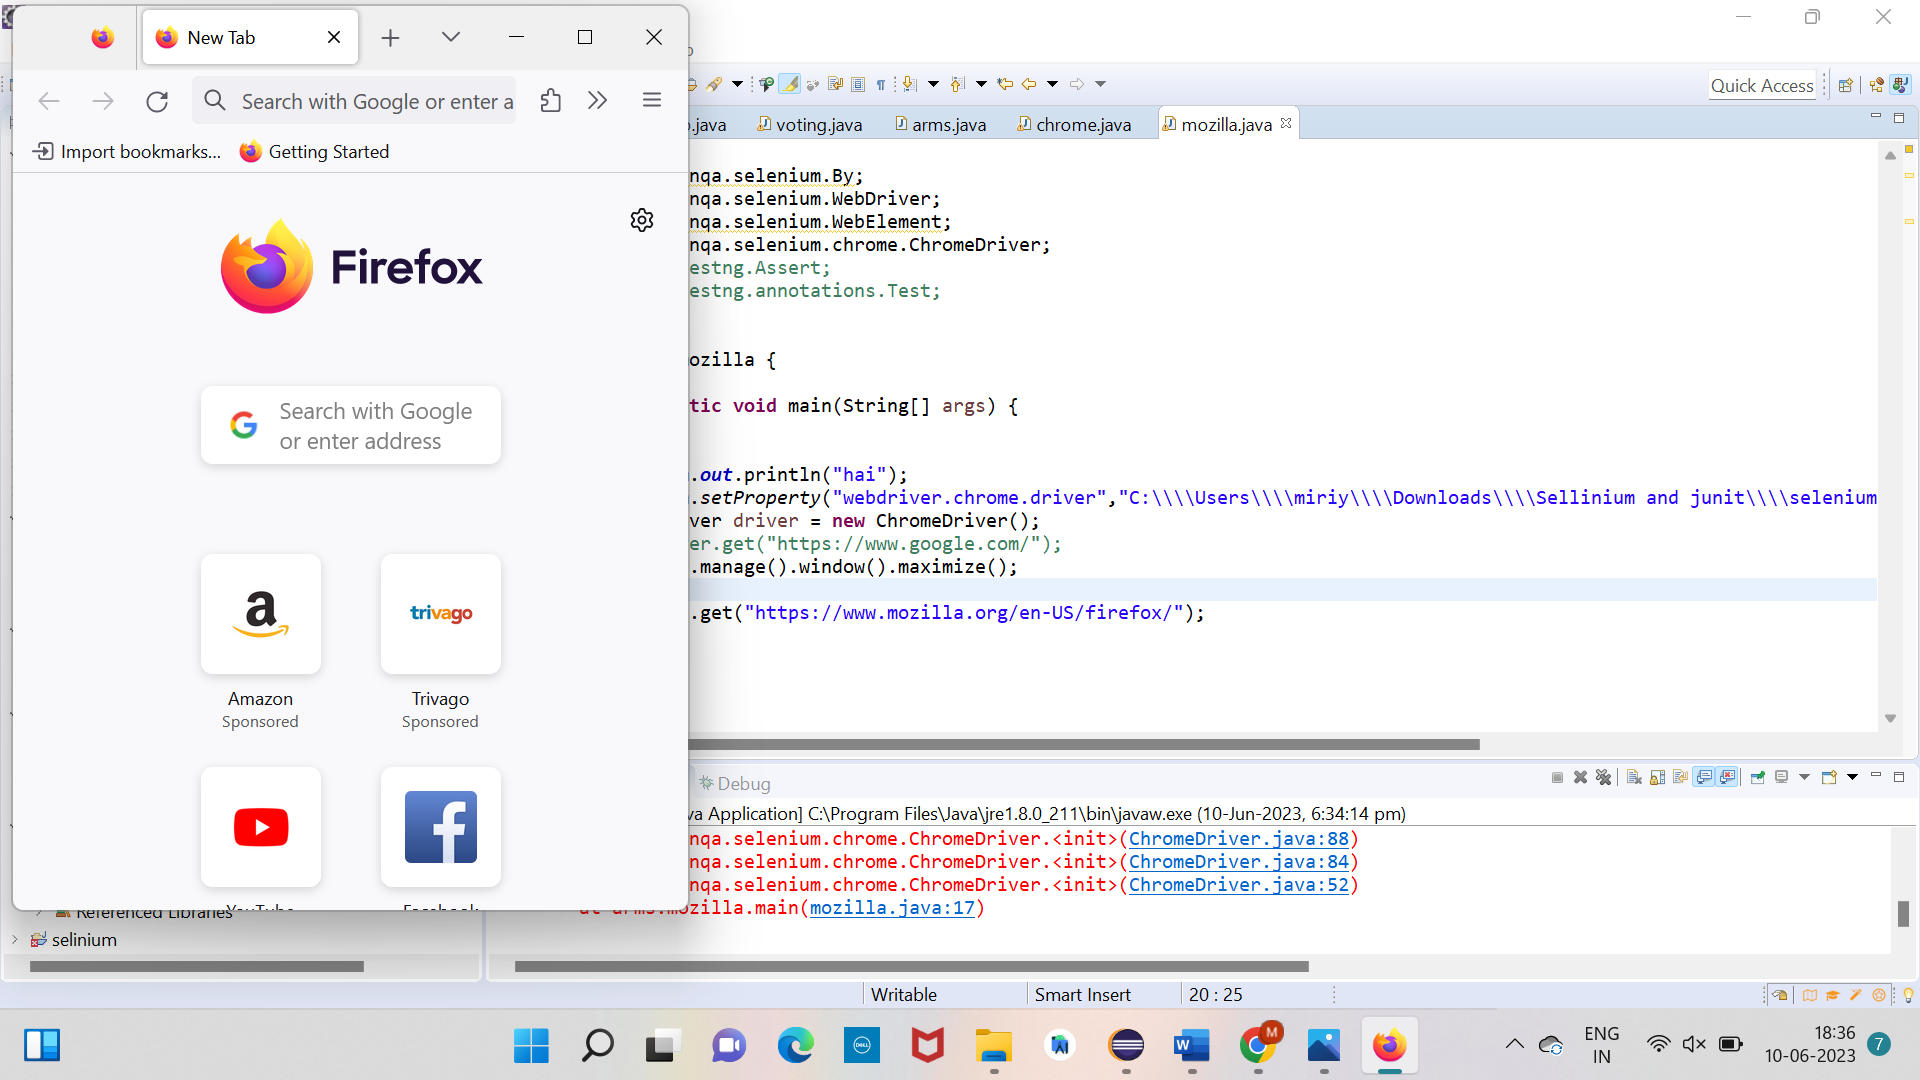 New Tab
Search with Google or enter a
Import bookmarks...
Getting Started
Firefox
Search with Google
or enter address
a
trivago
Amazon
Sponsored
Trivago
Sponsored
Quick Access
.java
voting.java
arms.java
chrome.java
mozilla.java
nqa.selenium.By;
nqa.selenium.WebDriver;
nqa.selenium.WebElement;
nqa.selenium.chrome.ChromeDriver;
estng.Assert;
estng.annotations.Test;
ozilla {
tic void main(String[] args) {
.out.println("hai");
.setProperty("webdriver.chrome.driver","C:\\\\Users\\\\miriy\\\\Downloads\\\\Sellinium and junit\\\\selenium
ver driver = new ChromeDriver();
er.get("https://www.google.com/");
.manage().window().maximize();
.get("https://www.mozilla.org/en-US/firefox/");
Debug
va Application] C:\Program Files\Java\jre1.8.0_211\bin\javaw.exe (10-Jun-2023, 6:34:14 pm)
nqa.selenium.chrome.ChromeDriver.<init>(ChromeDriver.java:88)
nqa.selenium.chrome.ChromeDriver.<init>(ChromeDriver.java:84)
nqa.selenium.chrome.ChromeDriver.<init>(ChromeDriver.java:52)
at arms.mozilla.main(mozilla.java:17)
YouTube
Facebook
Referenced Libraries
selinium
Writable
Smart Insert
20 : 25
DELL
W
M
ENG
IN
18:36
10-06-2023
7